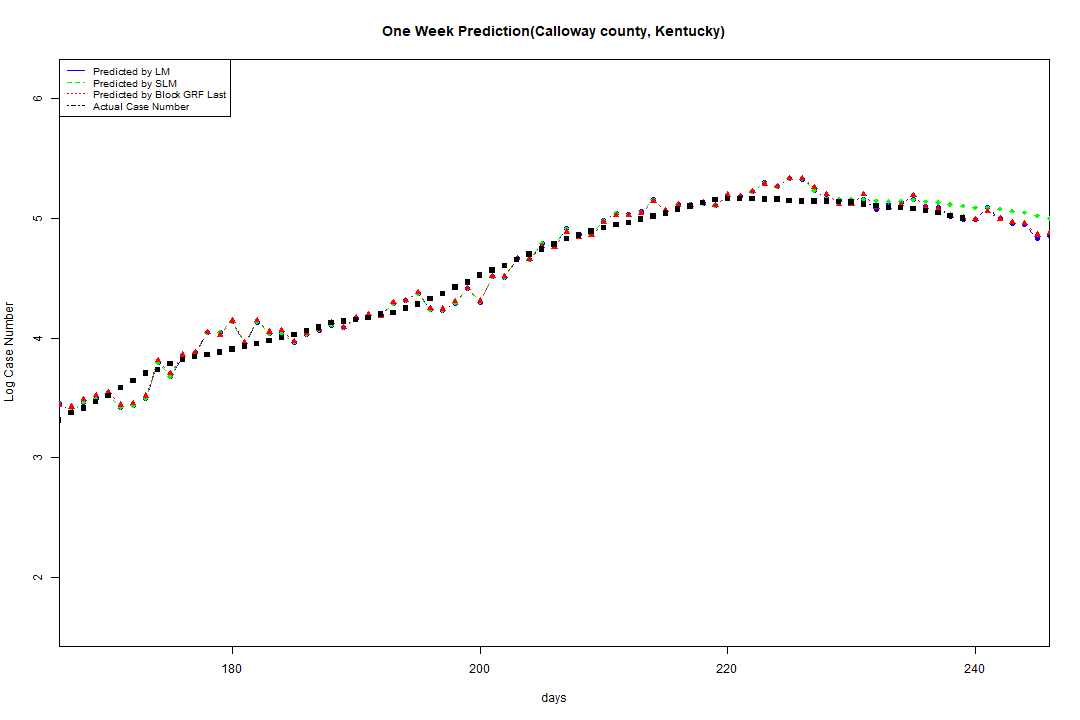 One Week Prediction(Calloway county, Kentucky)
Predicted by LM
Predicted by SLM
Predicted by Block GRF Last
Actual Case Number
6
5
4
3
2
Log Case Number
180 200 220 240
days